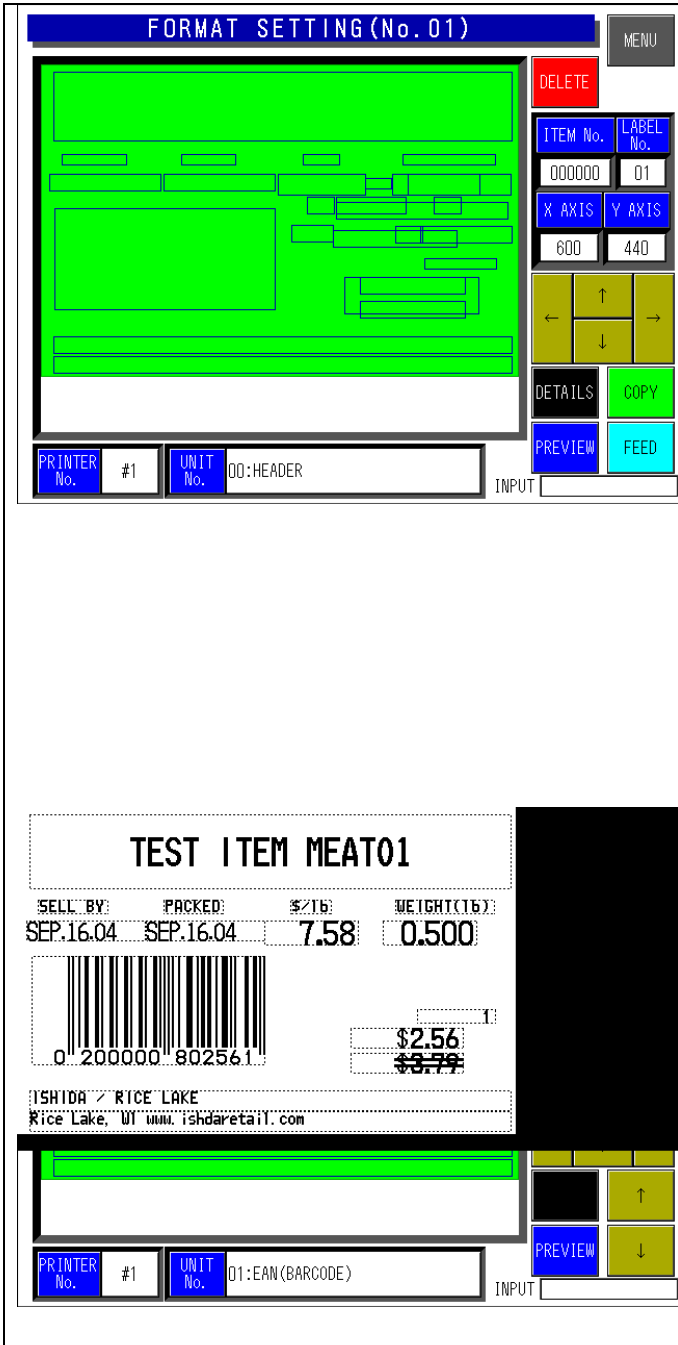 FORMAT SETTING(No.01)
MENU
DELETE
ITEM No.
LABEL No.
000000
01
X AXIS
Y AXIS
600
440
↑
←
→
↓
DETAILS
COPY
PREVIEW
FEED
PRINTER No.
#1
UNIT No.
00:HEADER
INPUT
TEST ITEM MEAT01
SELL BY
PACKED
$/lb
WEIGHT(lb)
SEP.16.04
SEP.16.04
7.58
0.500
1
$2.56
$3.79
0 200000 802561
ISHIDA / RICE LAKE
Rice Lake, WI www.ishdaretail.com
↑
PREVIEW
↓
PRINTER No.
#1
UNIT No.
01:EAN(BARCODE)
INPUT